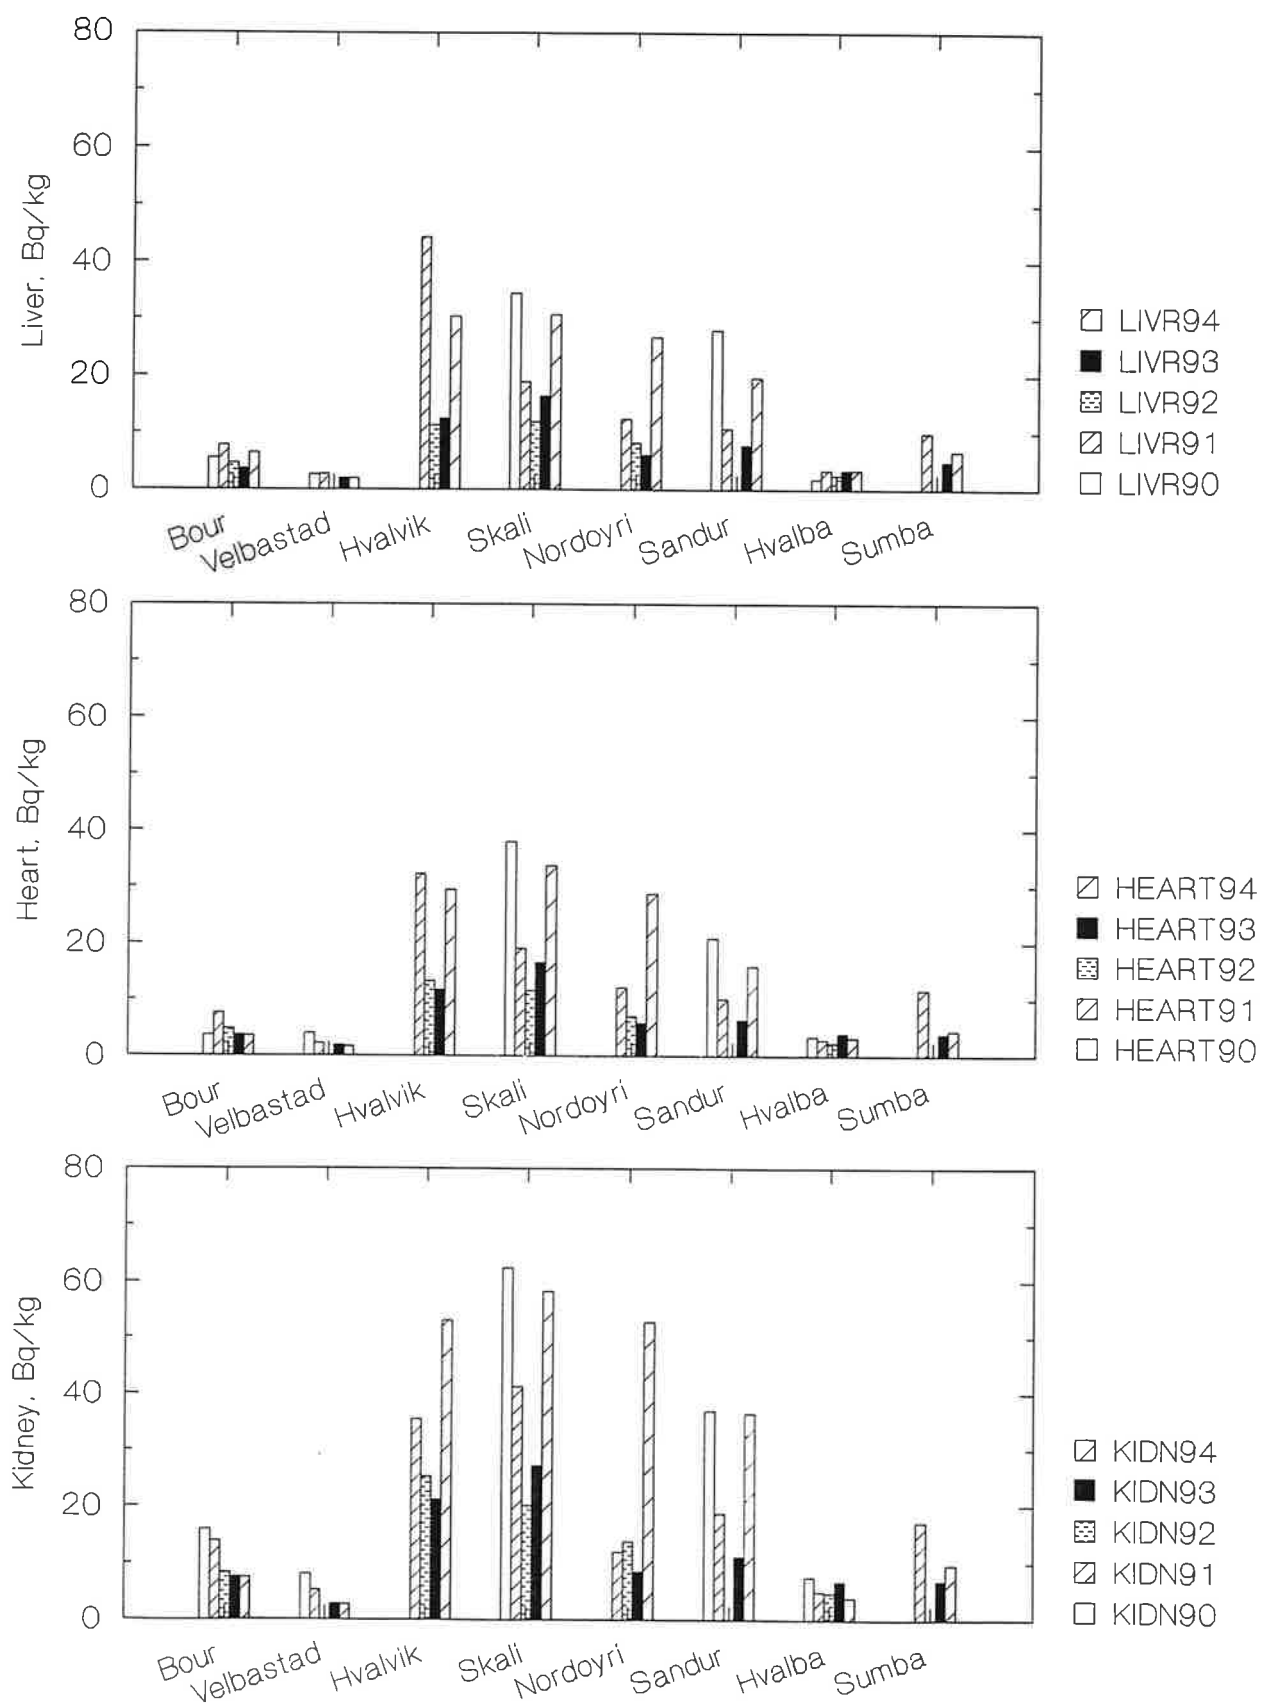 80
60
40
20
0
Liver, Bq/kg
Bour
Velbastad
Hvalvik
Skali
Nordoyri
Sandur
Hvalba
Sumba
LIVR94
LIVR93
LIVR92
LIVR91
LIVR90
80
60
40
20
0
Heart, Bq/kg
Bour
Velbastad
Hvalvik
Skali
Nordoyri
Sandur
Hvalba
Sumba
HEART94
HEART93
HEART92
HEART91
HEART90
80
60
40
20
0
Kidney, Bq/kg
Bour
Velbastad
Hvalvik
Skali
Nordoyri
Sandur
Hvalba
Sumba
KIDN94
KIDN93
KIDN92
KIDN91
KIDN90